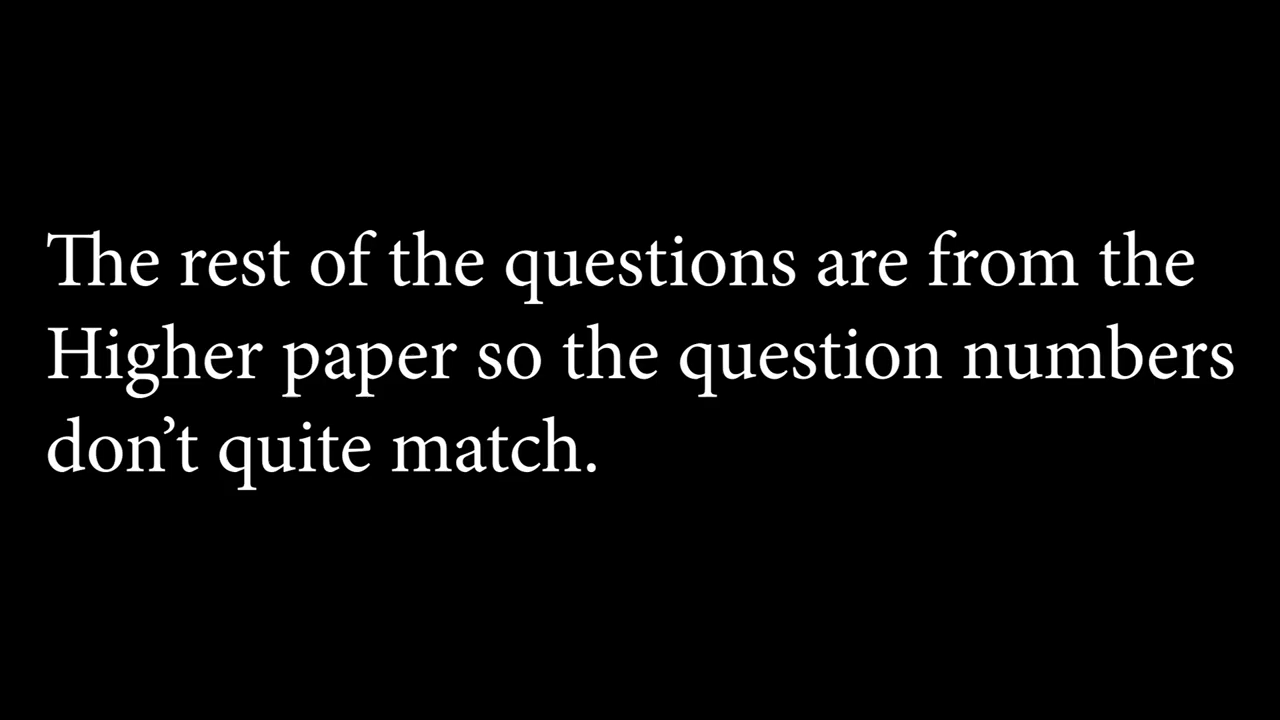 The rest of the questions are from the
Higher paper so the question numbers
don’t quite match.